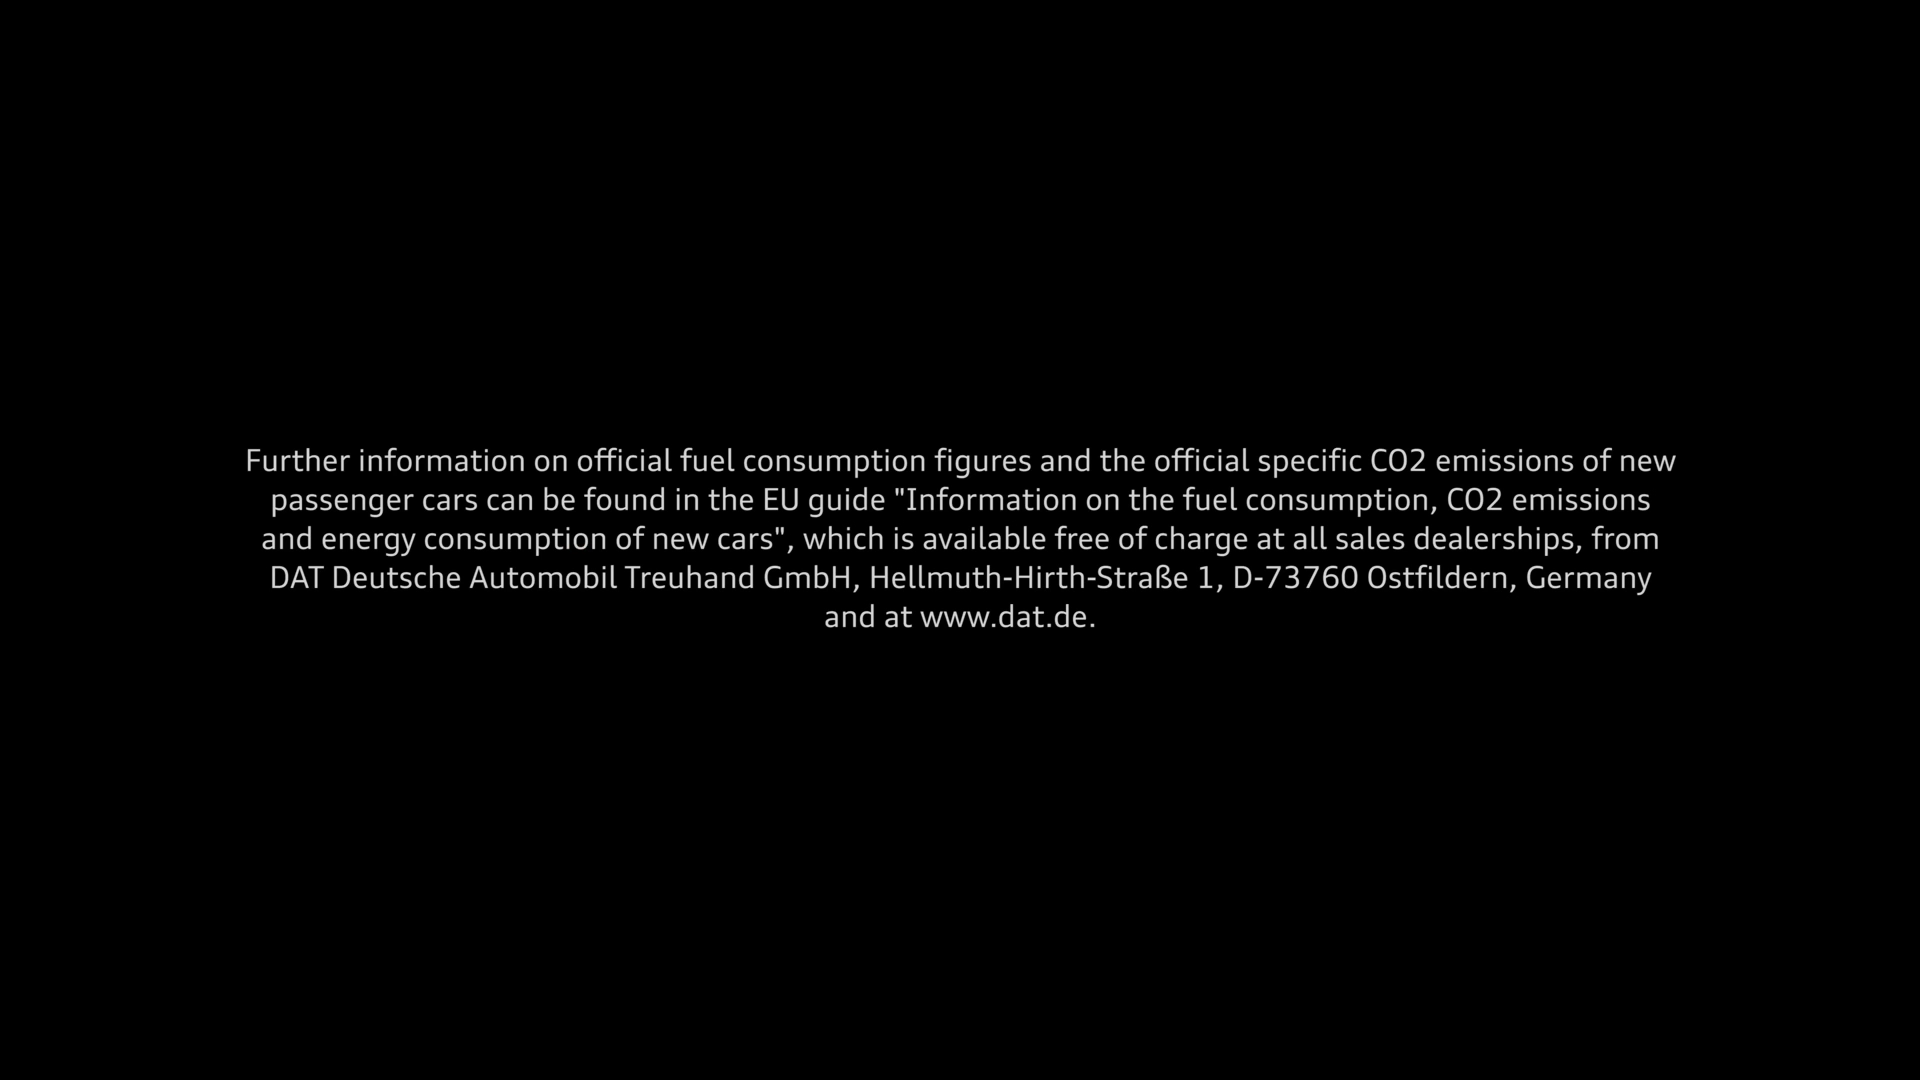 Further information on official fuel consumption figures and the official specific CO2 emissions of new
passenger cars can be found in the EU guide "Information on the fuel consumption, CO2 emissions
and energy consumption of new cars", which is available free of charge at all sales dealerships, from
DAT Deutsche Automobil Treuhand GmbH, Hellmuth-Hirth-Straße 1, D-73760 Ostfildern, Germany
and at www.dat.de.